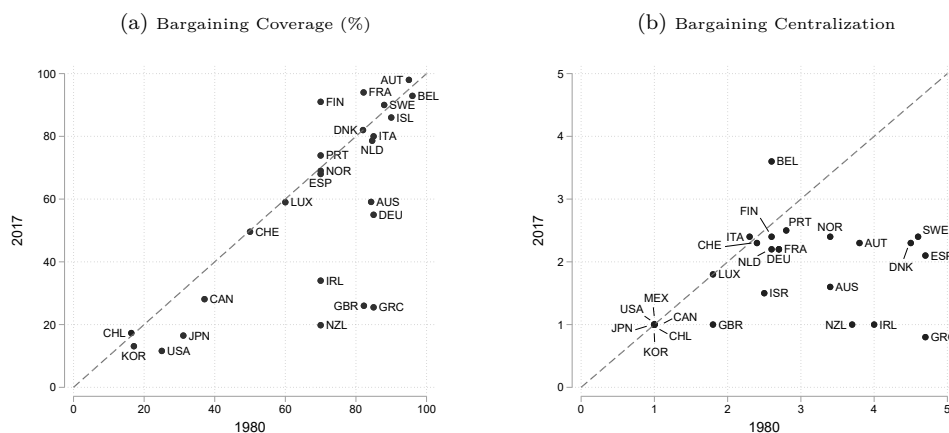 (a) Bargaining Coverage (%)
100
80
60
40
20
0
2017
0 20 40 60 80 100
1980
AUT
BEL
FRA
SWE
FIN
ISL
DNK
ITA
NLD
PRT
NOR
ESP
LUX
AUS
DEU
CHE
IRL
CAN
GBR
GRC
NZL
CHL
JPN
KOR
USA
(b) Bargaining Centralization
5
4
3
2
1
0
2017
0 1 2 3 4 5
1980
BEL
FIN
PRT
NOR
SWE
ITA
CHE
FRA
AUT
DNK
ESP
NLD
DEU
LUX
ISR
AUS
MEX
USA
CAN
JPN
CHL
KOR
GBR
NZL
IRL
GRC